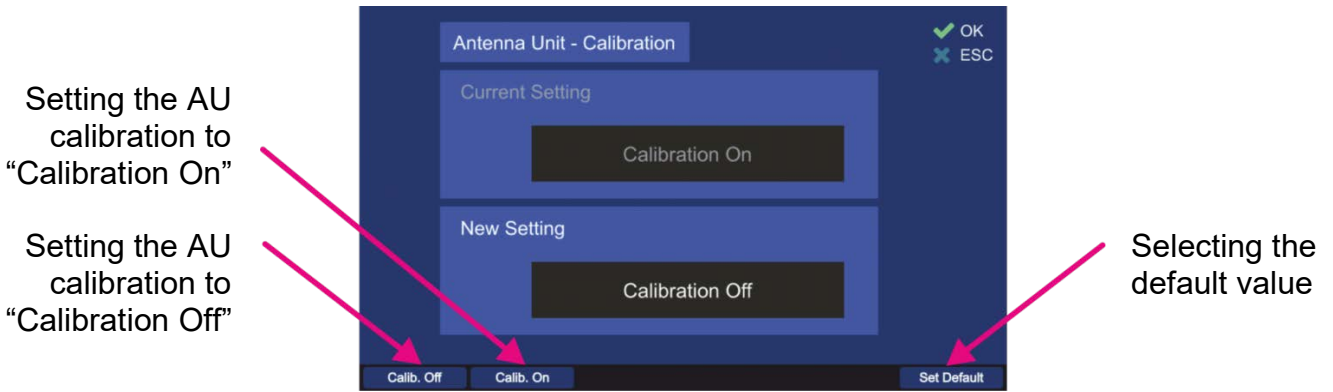 Setting the AU
calibration to
“Calibration On”
Setting the AU
calibration to
“Calibration Off”
Antenna Unit - Calibration
OK
ESC
Current Setting
Calibration On
New Setting
Calibration Off
Calib. Off
Calib. On
Set Default
Selecting the
default value